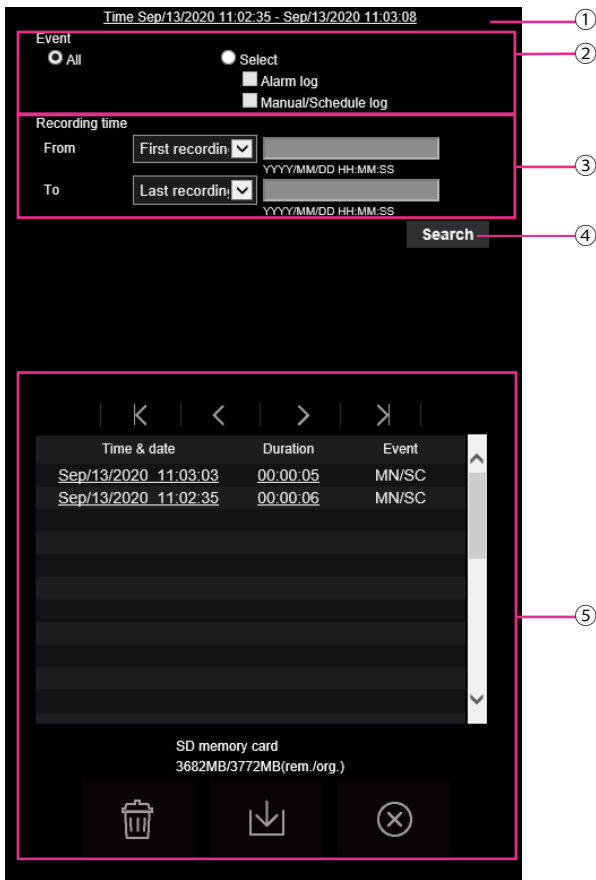 Time Sep/13/2020 11:02:35 - Sep/13/2020 11:03:08
①
Event
②
All
Select
Alarm log
Manual/Schedule log
Recording time
From
First recordin
YYYY/MM/DD HH:MM:SS
③
To
Last recording
YYYY/MM/DD HH:MM:SS
Search
④
Time & date Duration Event
Sep/13/2020 11:03:03 00:00:05 MN/SC
Sep/13/2020 11:02:35 00:00:06 MN/SC
⑤
SD memory card
3682MB/3772MB(rem./org.)